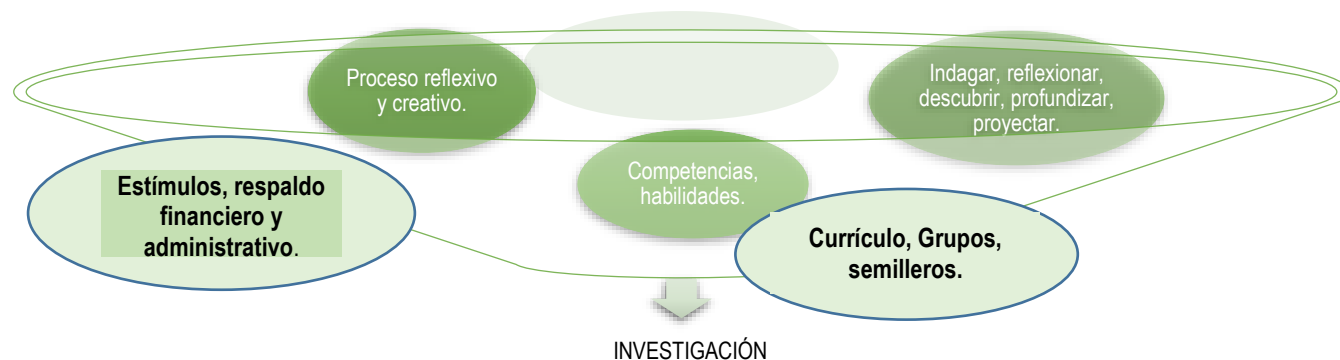 Proceso reflexivo
y creativo.
Indagar, reflexionar,
descubrir, profundizar,
proyectar.
Competencias,
habilidades.
Estímulos, respaldo
financiero y
administrativo.
Currículo, Grupos,
semilleros.
INVESTIGACIÓN